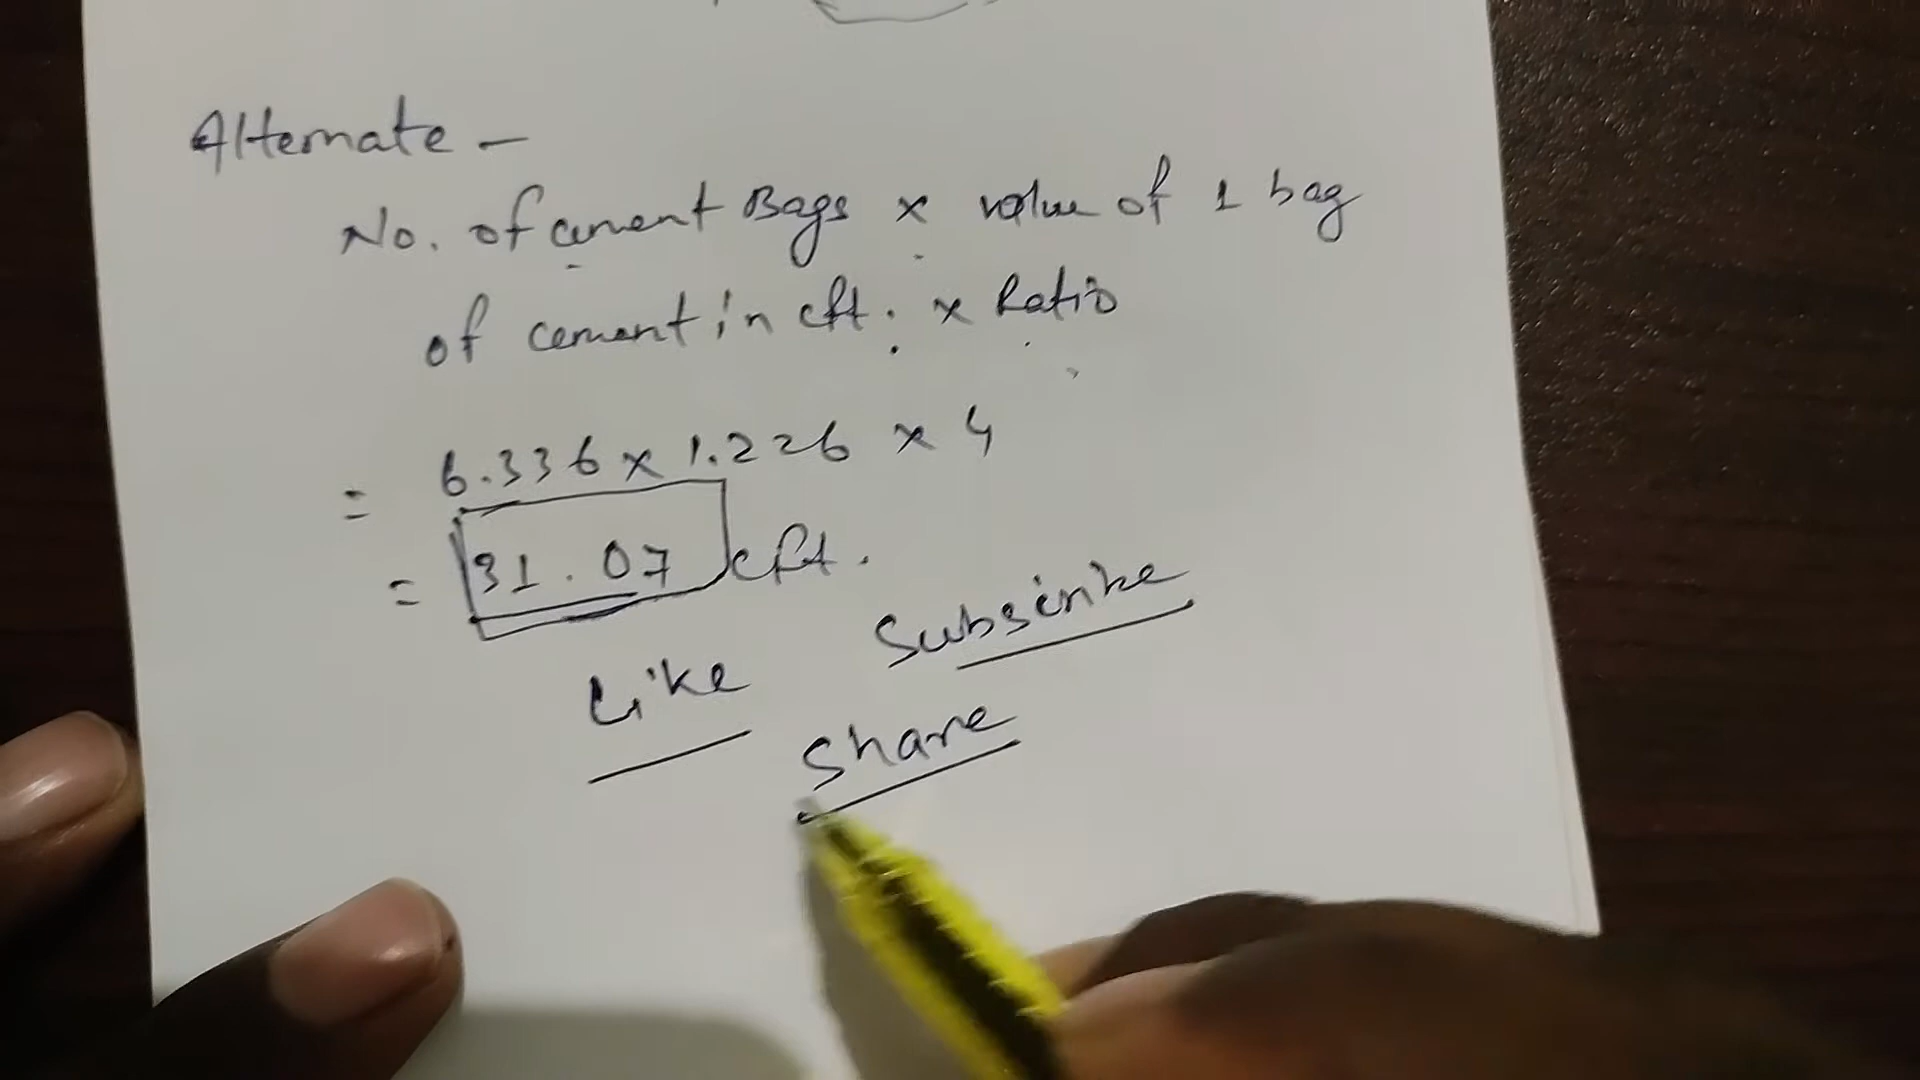 Alternate -
No. of cement Bags x value of 1 bag
of cement in cft. x Ratio
= 6.336 x 1.226 x 4
= 31.07 cft.
Subscribe
Like
Share